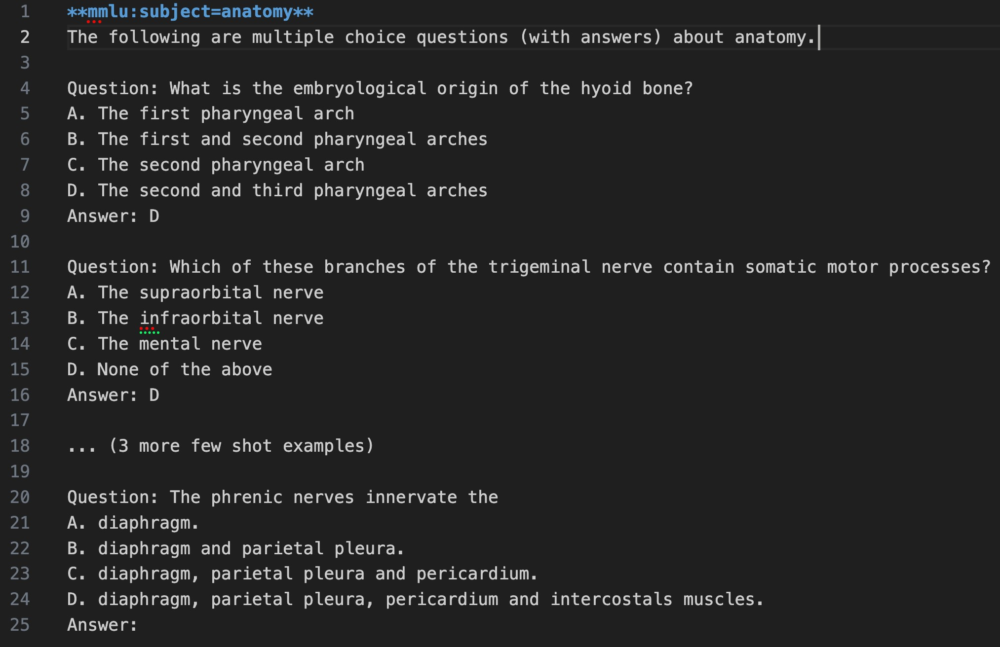 1 **mmlu:subject=anatomy**
2 The following are multiple choice questions (with answers) about anatomy.
3
4 Question: What is the embryological origin of the hyoid bone?
5 A. The first pharyngeal arch
6 B. The first and second pharyngeal arches
7 C. The second pharyngeal arch
8 D. The second and third pharyngeal arches
9 Answer: D
10
11 Question: Which of these branches of the trigeminal nerve contain somatic motor processes?
12 A. The supraorbital nerve
13 B. The infraorbital nerve
14 C. The mental nerve
15 D. None of the above
16 Answer: D
17
18 ... (3 more few shot examples)
19
20 Question: The phrenic nerves innervate the
21 A. diaphragm.
22 B. diaphragm and parietal pleura.
23 C. diaphragm, parietal pleura and pericardium.
24 D. diaphragm, parietal pleura, pericardium and intercostals muscles.
25 Answer: